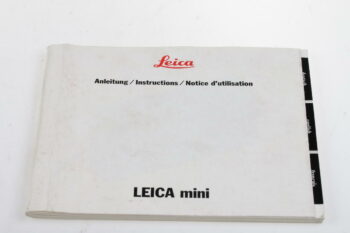 Leica
Anleitung / Instructions / Notice d'utilisation
LEICA mini